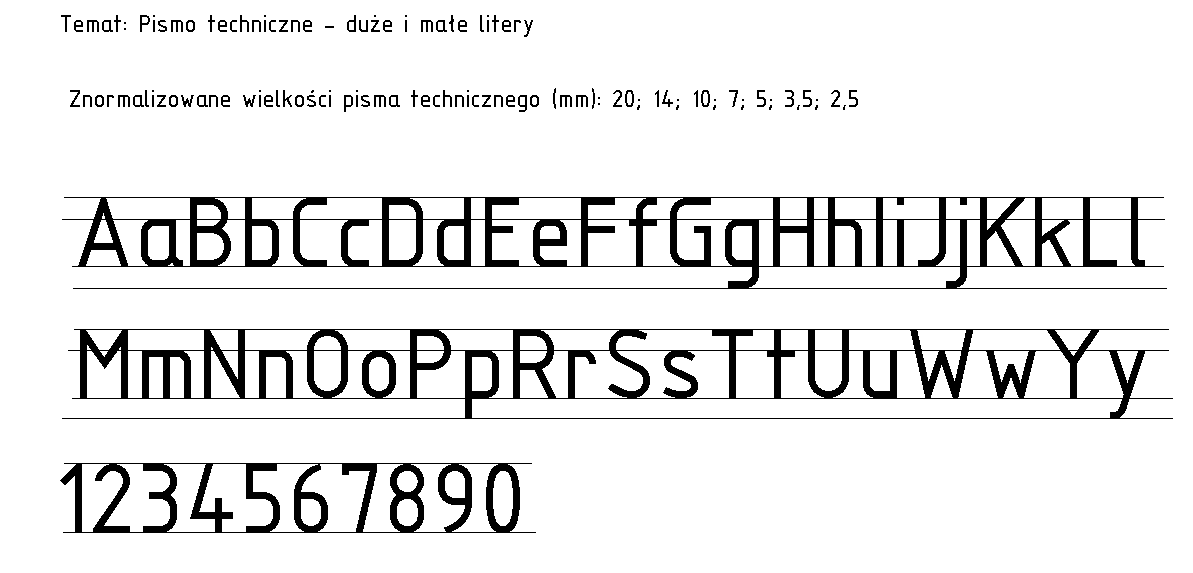 Temat: Pismo techniczne – duże i małe litery
Znormalizowane wielkości pisma technicznego (mm): 20; 14; 10; 7; 5; 3,5; 2,5
AaBbCcDdEeFfGgHhIiJjKkLl
MmNnOoPpRrSsTtUuWwYy
1234567890